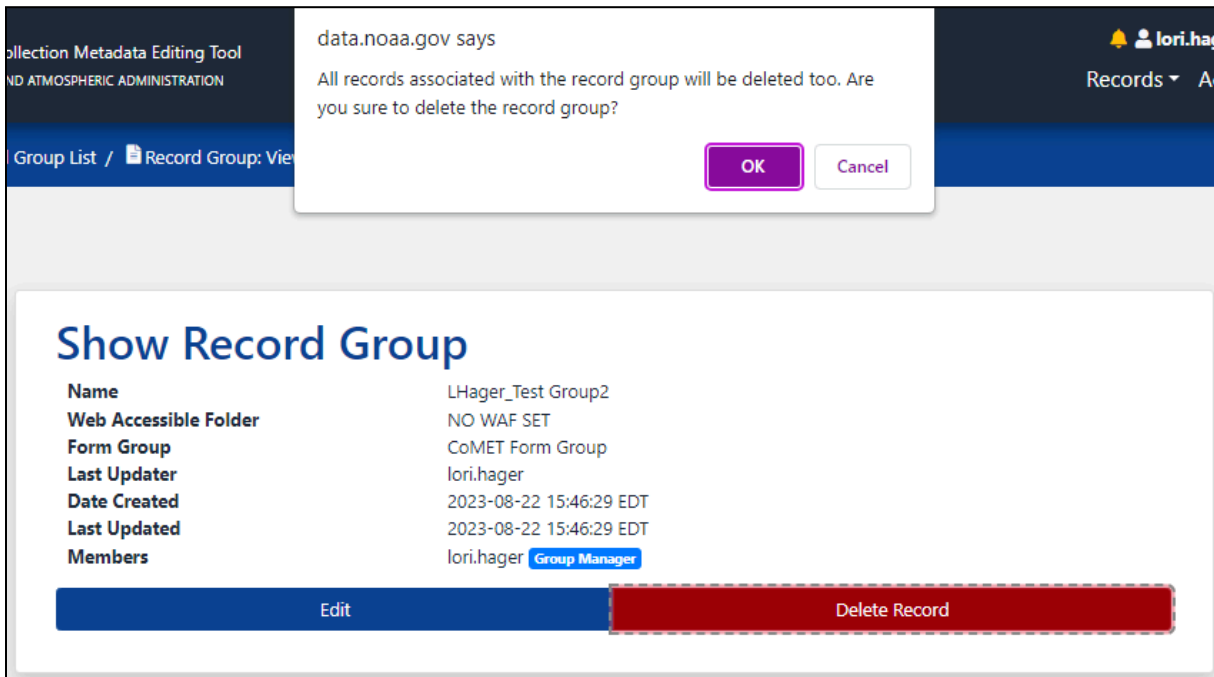 data.noaa.gov says
All records associated with the record group will be deleted too. Are
you sure to delete the record group?
OK Cancel
Collection Metadata Editing Tool
AND ATMOSPHERIC ADMINISTRATION
lori.hag
Records
Group List / Record Group: View
Show Record Group
Name LHager_Test Group2
Web Accessible Folder NO WAF SET
Form Group CoMET Form Group
Last Updater lori.hager
Date Created 2023-08-22 15:46:29 EDT
Last Updated 2023-08-22 15:46:29 EDT
Members lori.hager Group Manager
Edit Delete Record